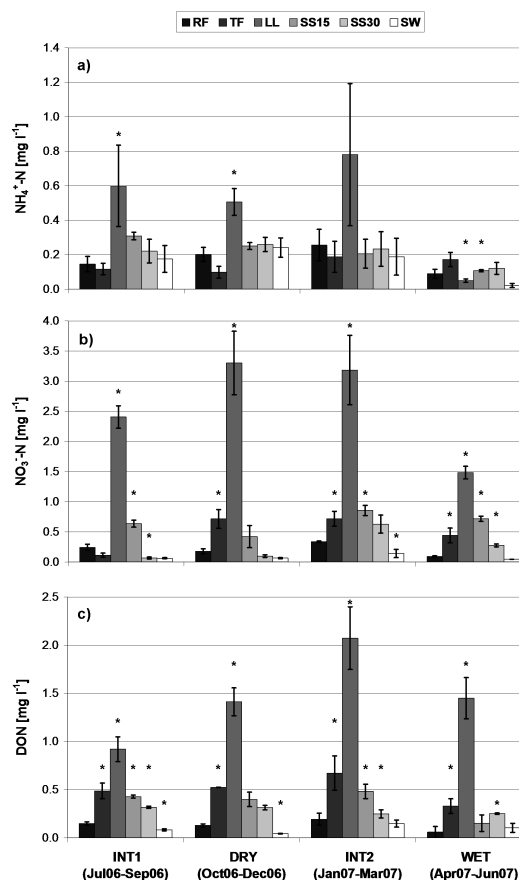 RF TF LL SS15 SS30 SW
a)
NH₄⁺-N [mg l⁻¹]
1.4
1.2
1.0
0.8
0.6
0.4
0.2
0.0
* * * *
b)
NO₃⁻-N [mg l⁻¹]
4.0
3.5
3.0
2.5
2.0
1.5
1.0
0.5
0.0
* * * * * * * * * * * * *
c)
DON [mg l⁻¹]
2.5
2.0
1.5
1.0
0.5
0.0
* * * * * * * * * * * * * * *
INT1 DRY INT2 WET
(Jul06-Sep06) (Oct06-Dec06) (Jan07-Mar07) (Apr07-Jun07)